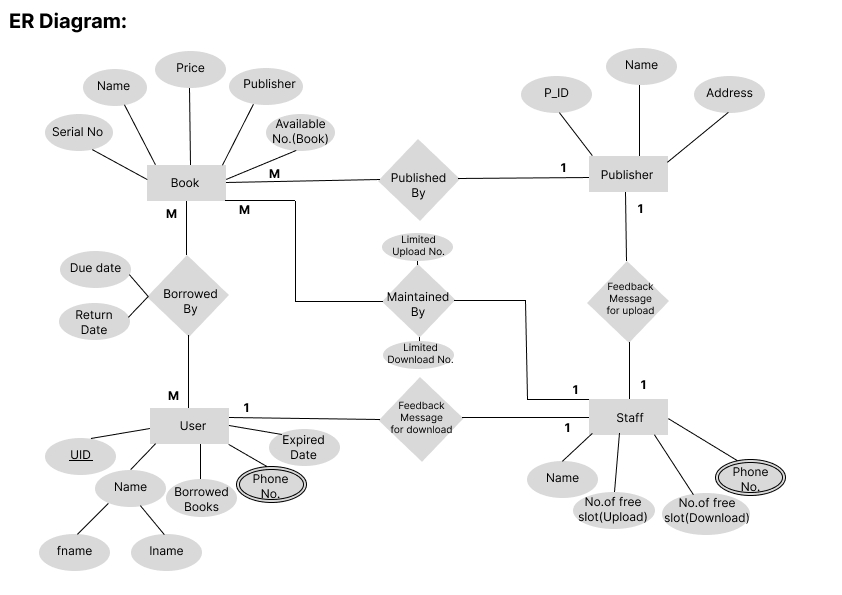 ER Diagram:
Name
Price
Publisher
Serial No
Available
No.(Book)
P_ID
Name
Address
Book
M
Published
By
1
Publisher
M
M
1
Limited
Upload No.
Due date
Return
Date
Borrowed
By
Maintained
By
Feedback
Message
for upload
Limited
Download No.
M
1
1
1
User
Feedback
Message
for download
1
Staff
UID
Name
Borrowed
Books
Phone
No.
Expired
Date
fname
lname
Name
No.of free
slot(Upload)
No.of free
slot(Download)
Phone
No.